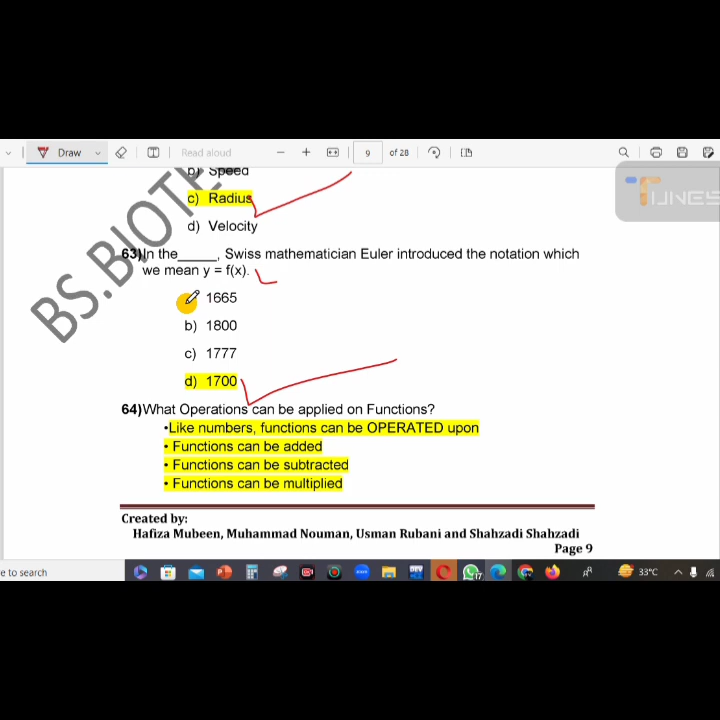 Draw
Read aloud
9
of 28
TUNES
b) Speed
c) Radius
d) Velocity
63)In the_____, Swiss mathematician Euler introduced the notation which
we mean y = f(x).
1665
b) 1800
c) 1777
d) 1700
64)What Operations can be applied on Functions?
•Like numbers, functions can be OPERATED upon
• Functions can be added
• Functions can be subtracted
• Functions can be multiplied
BS.BIOTE
Created by:
Hafiza Mubeen, Muhammad Nouman, Usman Rubani and Shahzadi Shahzadi
Page 9
e to search
17
33°C